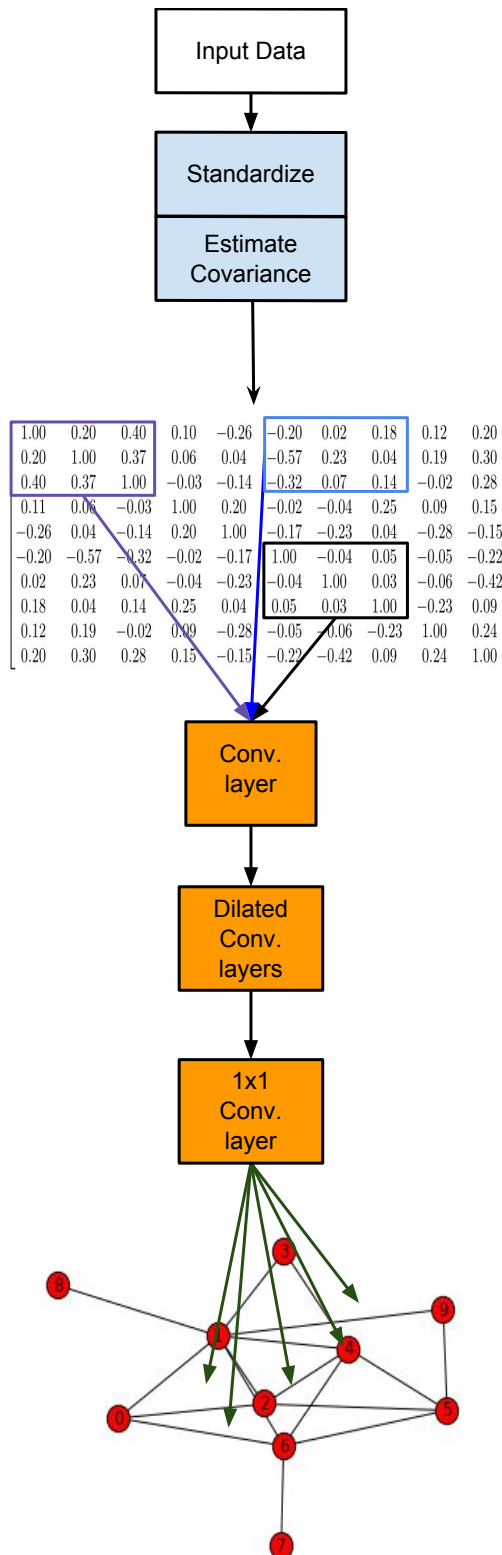 Input Data
Standardize
Estimate
Covariance
1.00 0.20 0.40 0.10 −0.26 −0.20 0.02 0.18 0.12 0.20
0.20 1.00 0.37 0.06 0.04 −0.57 0.23 0.04 0.19 0.30
0.40 0.37 1.00 −0.03 −0.14 −0.32 0.07 0.14 −0.02 0.28
0.11 0.06 −0.03 1.00 0.20 −0.02 −0.04 0.25 0.09 0.15
−0.26 0.04 −0.14 0.20 1.00 −0.17 −0.23 0.04 −0.28 −0.15
−0.20 −0.57 −0.32 −0.02 −0.17 1.00 −0.04 0.05 −0.05 −0.22
0.02 0.23 0.07 −0.04 −0.23 −0.04 1.00 0.03 −0.06 −0.42
0.18 0.04 0.14 0.25 0.04 0.05 0.03 1.00 −0.23 0.09
0.12 0.19 −0.02 0.09 −0.28 −0.05 −0.06 −0.23 1.00 0.24
0.20 0.30 0.28 0.15 −0.15 −0.22 −0.42 0.09 0.24 1.00
Conv.
layer
Dilated
Conv.
layers
1x1
Conv.
layer
3
8
9
1
4
2
0
5
6
7